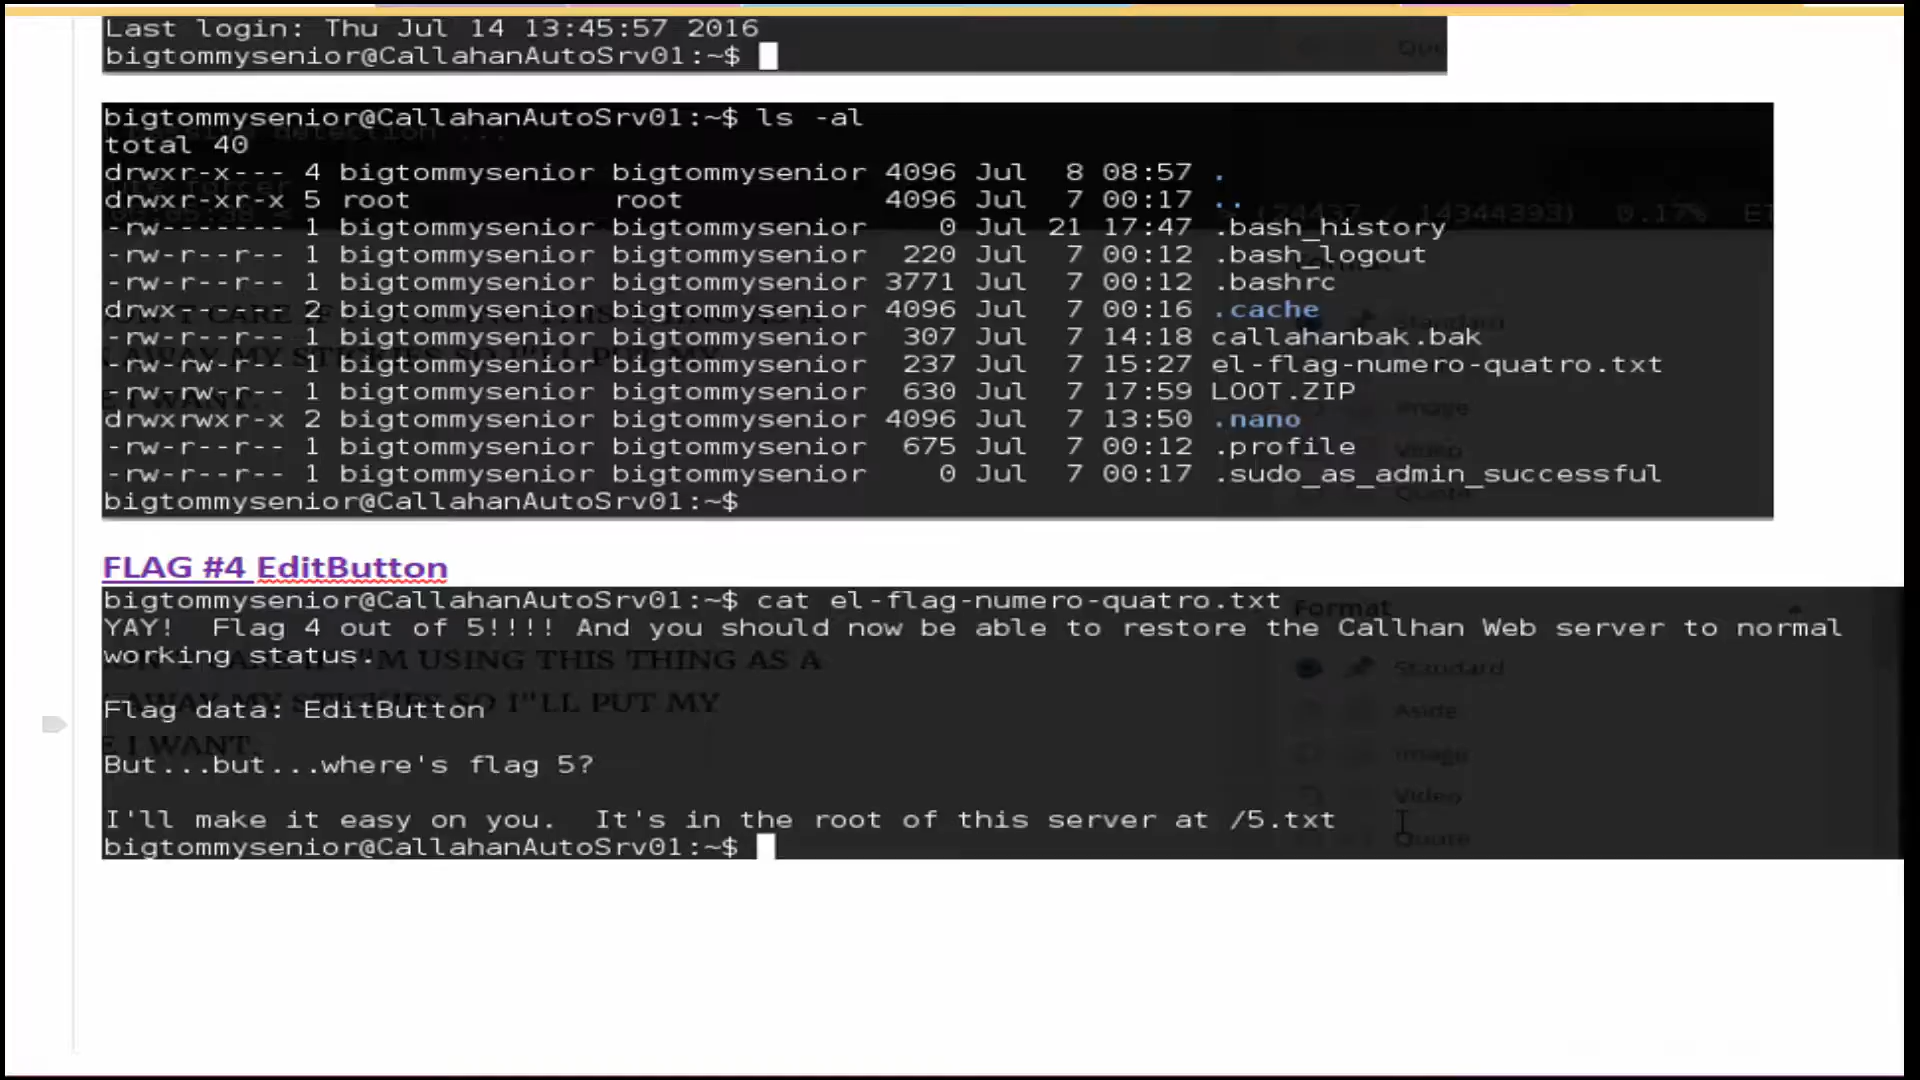 Last login: Thu Jul 14 13:45:57 2016
bigtommysenior@CallahanAutoSrv01:~$
bigtommysenior@CallahanAutoSrv01:~$ ls -al
total 40
drwxr-x--- 4 bigtommysenior bigtommysenior 4096 Jul  8 08:57 .
drwxr-xr-x 5 root           root           4096 Jul  7 00:17 ..
-rw------- 1 bigtommysenior bigtommysenior    0 Jul 21 17:47 .bash_history
-rw-r--r-- 1 bigtommysenior bigtommysenior  220 Jul  7 00:12 .bash_logout
-rw-r--r-- 1 bigtommysenior bigtommysenior 3771 Jul  7 00:12 .bashrc
drwx------ 2 bigtommysenior bigtommysenior 4096 Jul  7 00:16 .cache
-rw-r--r-- 1 bigtommysenior bigtommysenior  307 Jul  7 14:18 callahanbak.bak
-rw-rw-r-- 1 bigtommysenior bigtommysenior  237 Jul  7 15:27 el-flag-numero-quatro.txt
-rw-rw-r-- 1 bigtommysenior bigtommysenior  630 Jul  7 17:59 LOOT.ZIP
drwxrwxr-x 2 bigtommysenior bigtommysenior 4096 Jul  7 13:50 .nano
-rw-r--r-- 1 bigtommysenior bigtommysenior  675 Jul  7 00:12 .profile
-rw-r--r-- 1 bigtommysenior bigtommysenior    0 Jul  7 00:17 .sudo_as_admin_successful
bigtommysenior@CallahanAutoSrv01:~$
FLAG #4 EditButton
bigtommysenior@CallahanAutoSrv01:~$ cat el-flag-numero-quatro.txt
YAY!  Flag 4 out of 5!!!! And you should now be able to restore the Callhan Web server to normal
working status.
Flag data: EditButton
But...but...where's flag 5?
I'll make it easy on you.  It's in the root of this server at /5.txt
bigtommysenior@CallahanAutoSrv01:~$